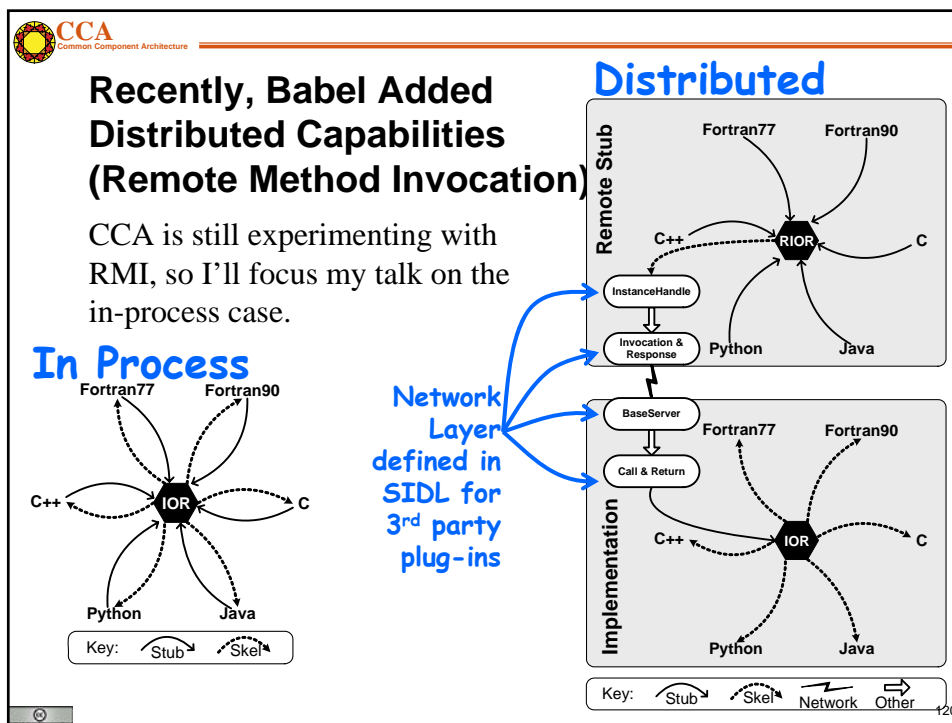 CCA
Common Component Architecture
Recently, Babel Added
Distributed Capabilities
(Remote Method Invocation)
CCA is still experimenting with
RMI, so I'll focus my talk on the
in-process case.
In Process
Fortran77
Fortran90
C++
IOR
C
Python
Java
Key:
Stub
Skel
Network
Layer
defined in
SIDL for
3rd party
plug-ins
Distributed
Remote Stub
Fortran77
Fortran90
C++
RIOR
C
InstanceHandle
Invocation &
Response
Python
Java
Implementation
BaseServer
Call & Return
Fortran77
Fortran90
C++
IOR
C
Python
Java
Key:
Stub
Skel
Network
Other